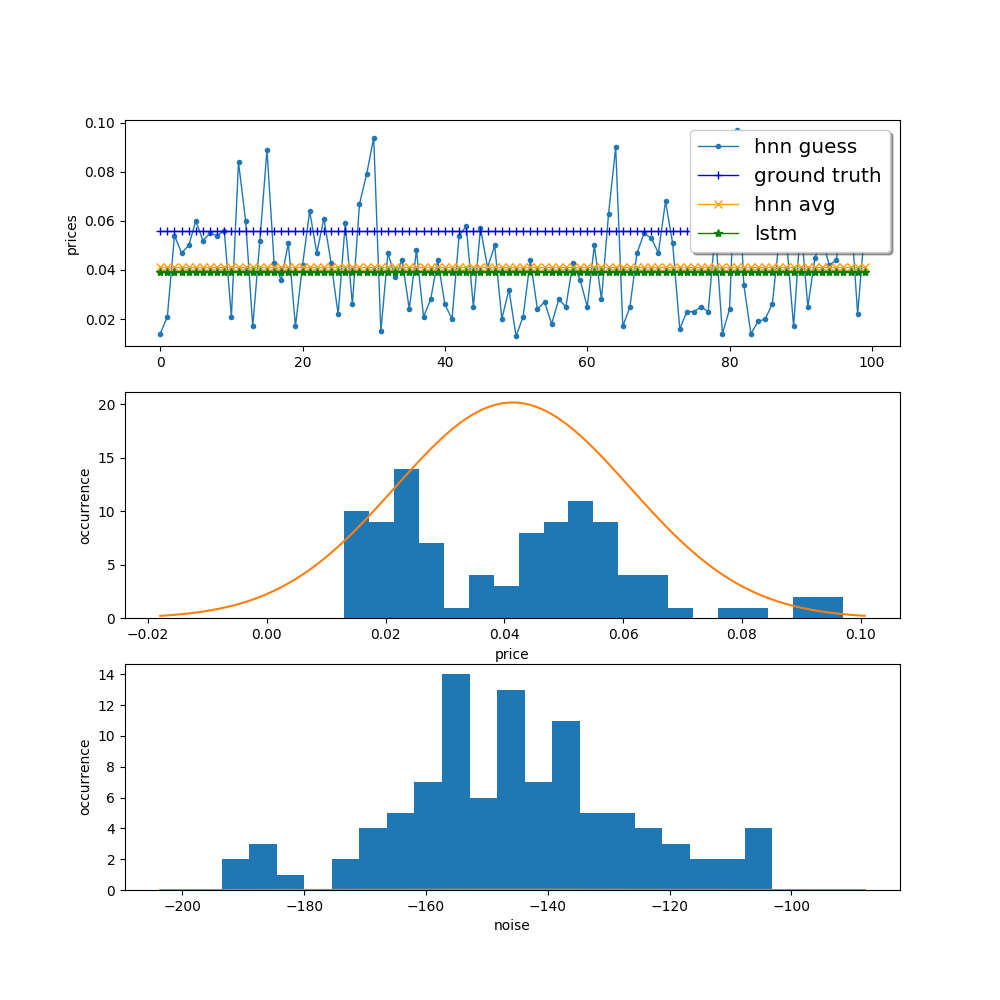 0.10
0.08
0.06
0.04
0.02
prices
hnn guess
ground truth
hnn avg
lstm
0 20 40 60 80 100
20
15
10
5
0
occurrence
−0.02 0.00 0.02 0.04 0.06 0.08 0.10
price
14
12
10
8
6
4
2
0
occurrence
−200 −180 −160 −140 −120 −100
noise